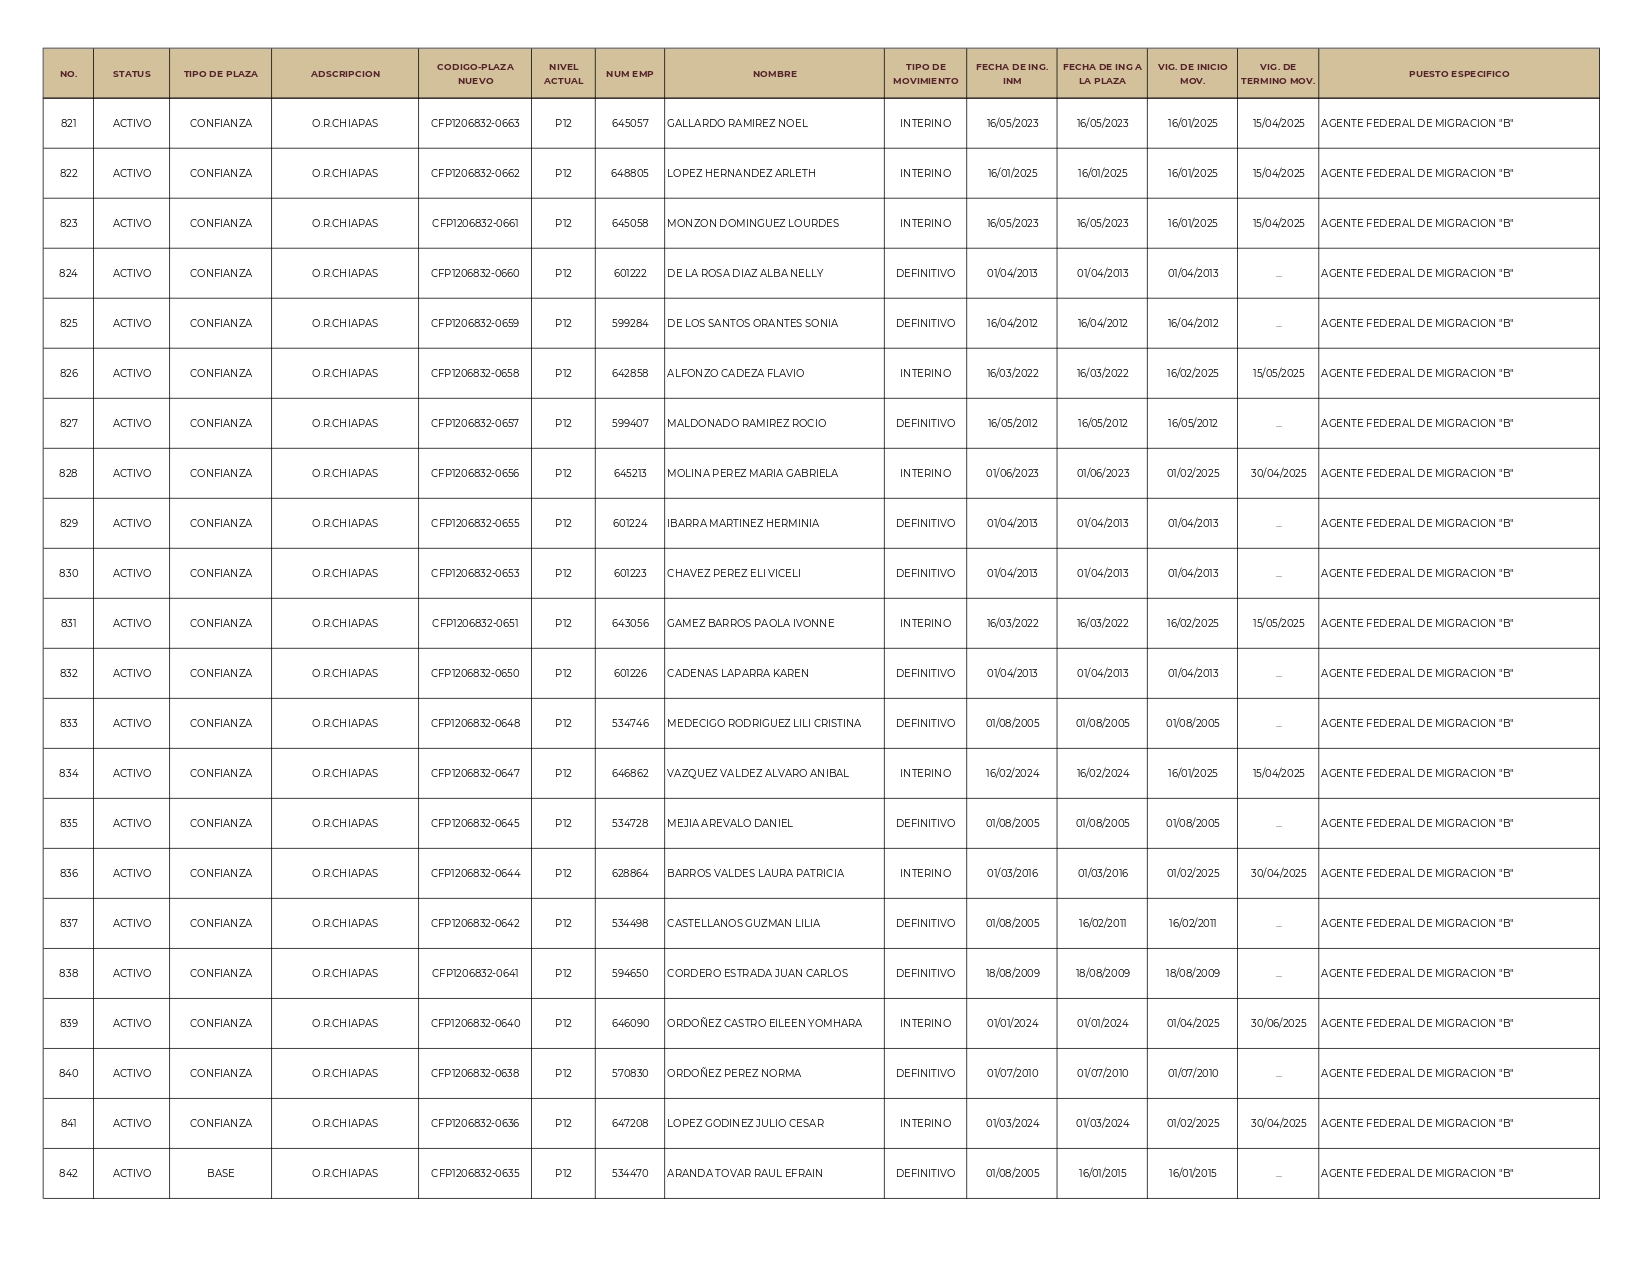 NO. STATUS TIPO DE PLAZA ADSCRIPCION CODIGO-PLAZA NUEVO NIVEL ACTUAL NUM EMP NOMBRE TIPO DE MOVIMIENTO FECHA DE ING. INM FECHA DE ING A LA PLAZA VIG. DE INICIO MOV. VIG. DE TERMINO MOV. PUESTO ESPECIFICO
821 ACTIVO CONFIANZA O.R.CHIAPAS CFP1206832-0663 P12 645057 GALLARDO RAMIREZ NOEL INTERINO 16/05/2023 16/05/2023 16/01/2025 15/04/2025 AGENTE FEDERAL DE MIGRACION "B"
822 ACTIVO CONFIANZA O.R.CHIAPAS CFP1206832-0662 P12 648805 LOPEZ HERNANDEZ ARLETH INTERINO 16/01/2025 16/01/2025 16/01/2025 15/04/2025 AGENTE FEDERAL DE MIGRACION "B"
823 ACTIVO CONFIANZA O.R.CHIAPAS CFP1206832-0661 P12 645058 MONZON DOMINGUEZ LOURDES INTERINO 16/05/2023 16/05/2023 16/01/2025 15/04/2025 AGENTE FEDERAL DE MIGRACION "B"
824 ACTIVO CONFIANZA O.R.CHIAPAS CFP1206832-0660 P12 601222 DE LA ROSA DIAZ ALBA NELLY DEFINITIVO 01/04/2013 01/04/2013 01/04/2013 ... AGENTE FEDERAL DE MIGRACION "B"
825 ACTIVO CONFIANZA O.R.CHIAPAS CFP1206832-0659 P12 599284 DE LOS SANTOS ORANTES SONIA DEFINITIVO 16/04/2012 16/04/2012 16/04/2012 ... AGENTE FEDERAL DE MIGRACION "B"
826 ACTIVO CONFIANZA O.R.CHIAPAS CFP1206832-0658 P12 642858 ALFONZO CADEZA FLAVIO INTERINO 16/03/2022 16/03/2022 16/02/2025 15/05/2025 AGENTE FEDERAL DE MIGRACION "B"
827 ACTIVO CONFIANZA O.R.CHIAPAS CFP1206832-0657 P12 599407 MALDONADO RAMIREZ ROCIO DEFINITIVO 16/05/2012 16/05/2012 16/05/2012 ... AGENTE FEDERAL DE MIGRACION "B"
828 ACTIVO CONFIANZA O.R.CHIAPAS CFP1206832-0656 P12 645213 MOLINA PEREZ MARIA GABRIELA INTERINO 01/06/2023 01/06/2023 01/02/2025 30/04/2025 AGENTE FEDERAL DE MIGRACION "B"
829 ACTIVO CONFIANZA O.R.CHIAPAS CFP1206832-0655 P12 601224 IBARRA MARTINEZ HERMINIA DEFINITIVO 01/04/2013 01/04/2013 01/04/2013 ... AGENTE FEDERAL DE MIGRACION "B"
830 ACTIVO CONFIANZA O.R.CHIAPAS CFP1206832-0653 P12 601223 CHAVEZ PEREZ ELI VICELI DEFINITIVO 01/04/2013 01/04/2013 01/04/2013 ... AGENTE FEDERAL DE MIGRACION "B"
831 ACTIVO CONFIANZA O.R.CHIAPAS CFP1206832-0651 P12 643056 GAMEZ BARROS PAOLA IVONNE INTERINO 16/03/2022 16/03/2022 16/02/2025 15/05/2025 AGENTE FEDERAL DE MIGRACION "B"
832 ACTIVO CONFIANZA O.R.CHIAPAS CFP1206832-0650 P12 601226 CADENAS LAPARRA KAREN DEFINITIVO 01/04/2013 01/04/2013 01/04/2013 ... AGENTE FEDERAL DE MIGRACION "B"
833 ACTIVO CONFIANZA O.R.CHIAPAS CFP1206832-0648 P12 534746 MEDECIGO RODRIGUEZ LILI CRISTINA DEFINITIVO 01/08/2005 01/08/2005 01/08/2005 ... AGENTE FEDERAL DE MIGRACION "B"
834 ACTIVO CONFIANZA O.R.CHIAPAS CFP1206832-0647 P12 646862 VAZQUEZ VALDEZ ALVARO ANIBAL INTERINO 16/02/2024 16/02/2024 16/01/2025 15/04/2025 AGENTE FEDERAL DE MIGRACION "B"
835 ACTIVO CONFIANZA O.R.CHIAPAS CFP1206832-0645 P12 534728 MEJIA AREVALO DANIEL DEFINITIVO 01/08/2005 01/08/2005 01/08/2005 ... AGENTE FEDERAL DE MIGRACION "B"
836 ACTIVO CONFIANZA O.R.CHIAPAS CFP1206832-0644 P12 628864 BARROS VALDES LAURA PATRICIA INTERINO 01/03/2016 01/03/2016 01/02/2025 30/04/2025 AGENTE FEDERAL DE MIGRACION "B"
837 ACTIVO CONFIANZA O.R.CHIAPAS CFP1206832-0642 P12 534498 CASTELLANOS GUZMAN LILIA DEFINITIVO 01/08/2005 16/02/2011 16/02/2011 ... AGENTE FEDERAL DE MIGRACION "B"
838 ACTIVO CONFIANZA O.R.CHIAPAS CFP1206832-0641 P12 594650 CORDERO ESTRADA JUAN CARLOS DEFINITIVO 18/08/2009 18/08/2009 18/08/2009 ... AGENTE FEDERAL DE MIGRACION "B"
839 ACTIVO CONFIANZA O.R.CHIAPAS CFP1206832-0640 P12 646090 ORDOÑEZ CASTRO EILEEN YOMHARA INTERINO 01/01/2024 01/01/2024 01/04/2025 30/06/2025 AGENTE FEDERAL DE MIGRACION "B"
840 ACTIVO CONFIANZA O.R.CHIAPAS CFP1206832-0638 P12 570830 ORDOÑEZ PEREZ NORMA DEFINITIVO 01/07/2010 01/07/2010 01/07/2010 ... AGENTE FEDERAL DE MIGRACION "B"
841 ACTIVO CONFIANZA O.R.CHIAPAS CFP1206832-0636 P12 647208 LOPEZ GODINEZ JULIO CESAR INTERINO 01/03/2024 01/03/2024 01/02/2025 30/04/2025 AGENTE FEDERAL DE MIGRACION "B"
842 ACTIVO BASE O.R.CHIAPAS CFP1206832-0635 P12 534470 ARANDA TOVAR RAUL EFRAIN DEFINITIVO 01/08/2005 16/01/2015 16/01/2015 ... AGENTE FEDERAL DE MIGRACION "B"